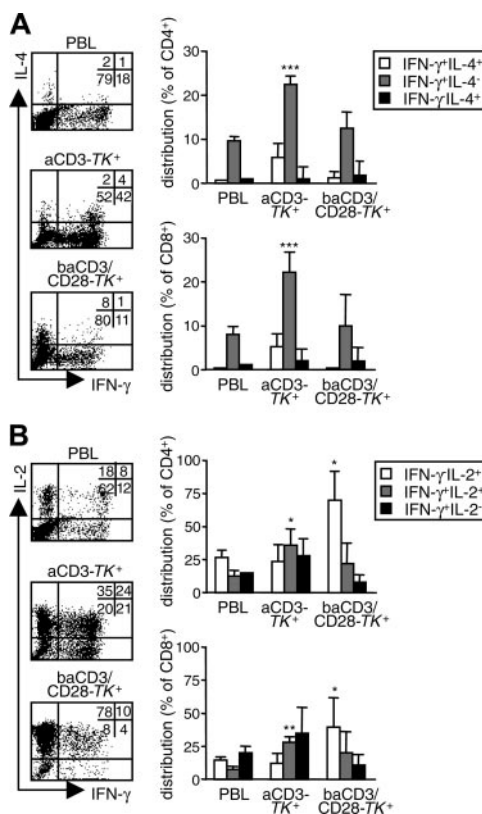 A
PBL
IL-4
2 1
79 18
aCD3-TK⁺
2 4
52 42
baCD3/
CD28-TK⁺
8 1
80 11
IFN-γ
distribution (% of CD4⁺)
30
20
10
0
***
PBL aCD3- baCD3/
TK⁺ CD28-TK⁺
IFN-γ⁺IL-4⁺
IFN-γ⁺IL-4⁻
IFN-γ⁻IL-4⁺
distribution (% of CD8⁺)
30
20
10
0
***
PBL aCD3- baCD3/
TK⁺ CD28-TK⁺
B
PBL
IL-2
18 8
62 12
aCD3-TK⁺
35 24
20 21
baCD3/
CD28-TK⁺
78 10
8 4
IFN-γ
distribution (% of CD4⁺)
100
75
50
25
0
* *
PBL aCD3- baCD3/
TK⁺ CD28-TK⁺
IFN-γ⁻IL-2⁺
IFN-γ⁺IL-2⁺
IFN-γ⁺IL-2⁻
distribution (% of CD8⁺)
100
75
50
25
0
** *
PBL aCD3- baCD3/
TK⁺ CD28-TK⁺